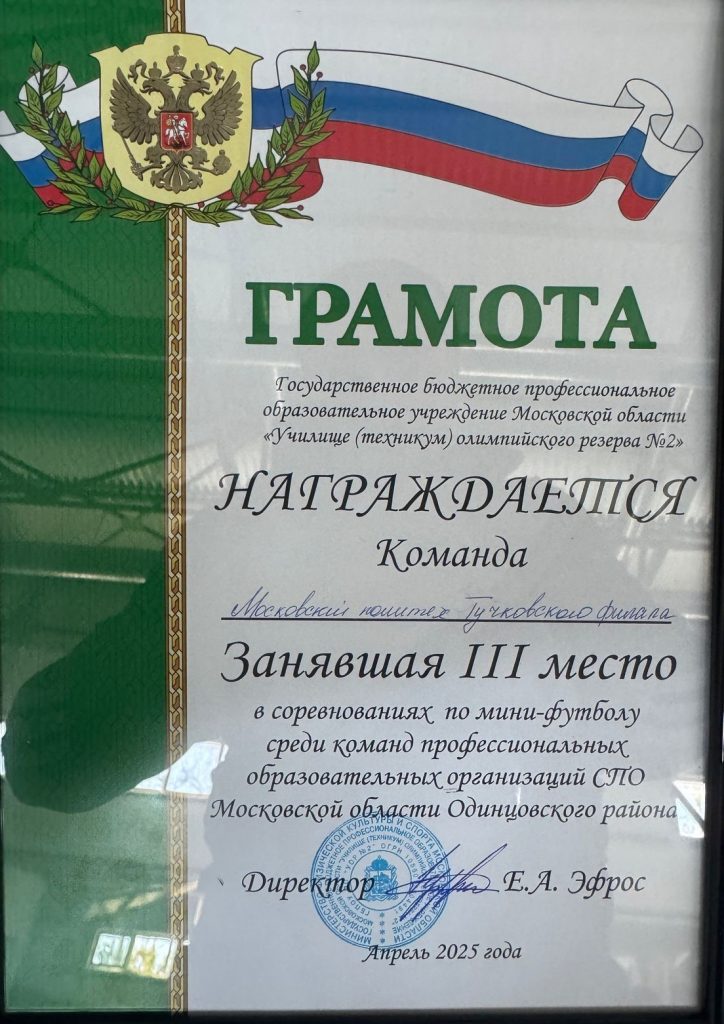 ГРАМОТА
Государственное бюджетное профессиональное
образовательное учреждение Московской области
«Училище (техникум) олимпийского резерва №2»
НАГРАЖДАЕТСЯ
Команда
Московский политех Тучковского филиала
Занявшая III место
в соревнованиях по мини-футболу
среди команд профессиональных
образовательных организаций СПО
Московской области Одинцовского района
Директор Е.А. Эфрос
Апрель 2025 года